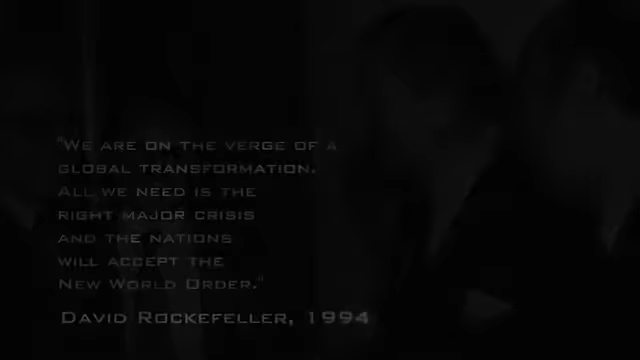 "We are on the verge of a
global transformation.
All we need is the
right major crisis
and the nations
will accept the
New World Order."
David Rockefeller, 1994